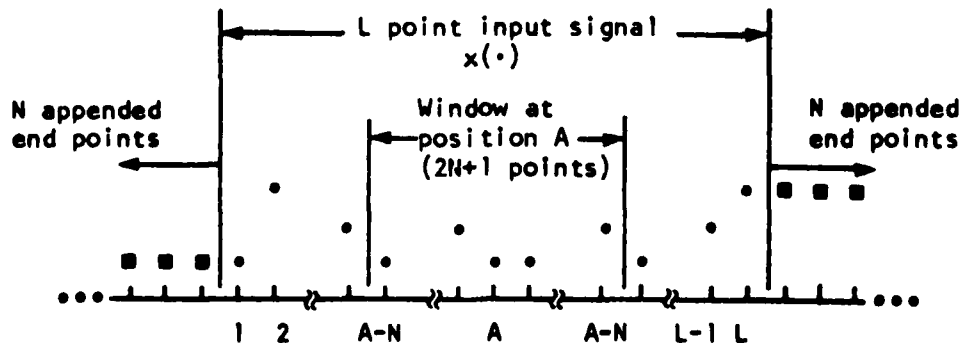 L point input signal
x(·)
N appended
end points
Window at
position A
(2N+1 points)
N appended
end points
1 2 A-N A A-N L-1 L